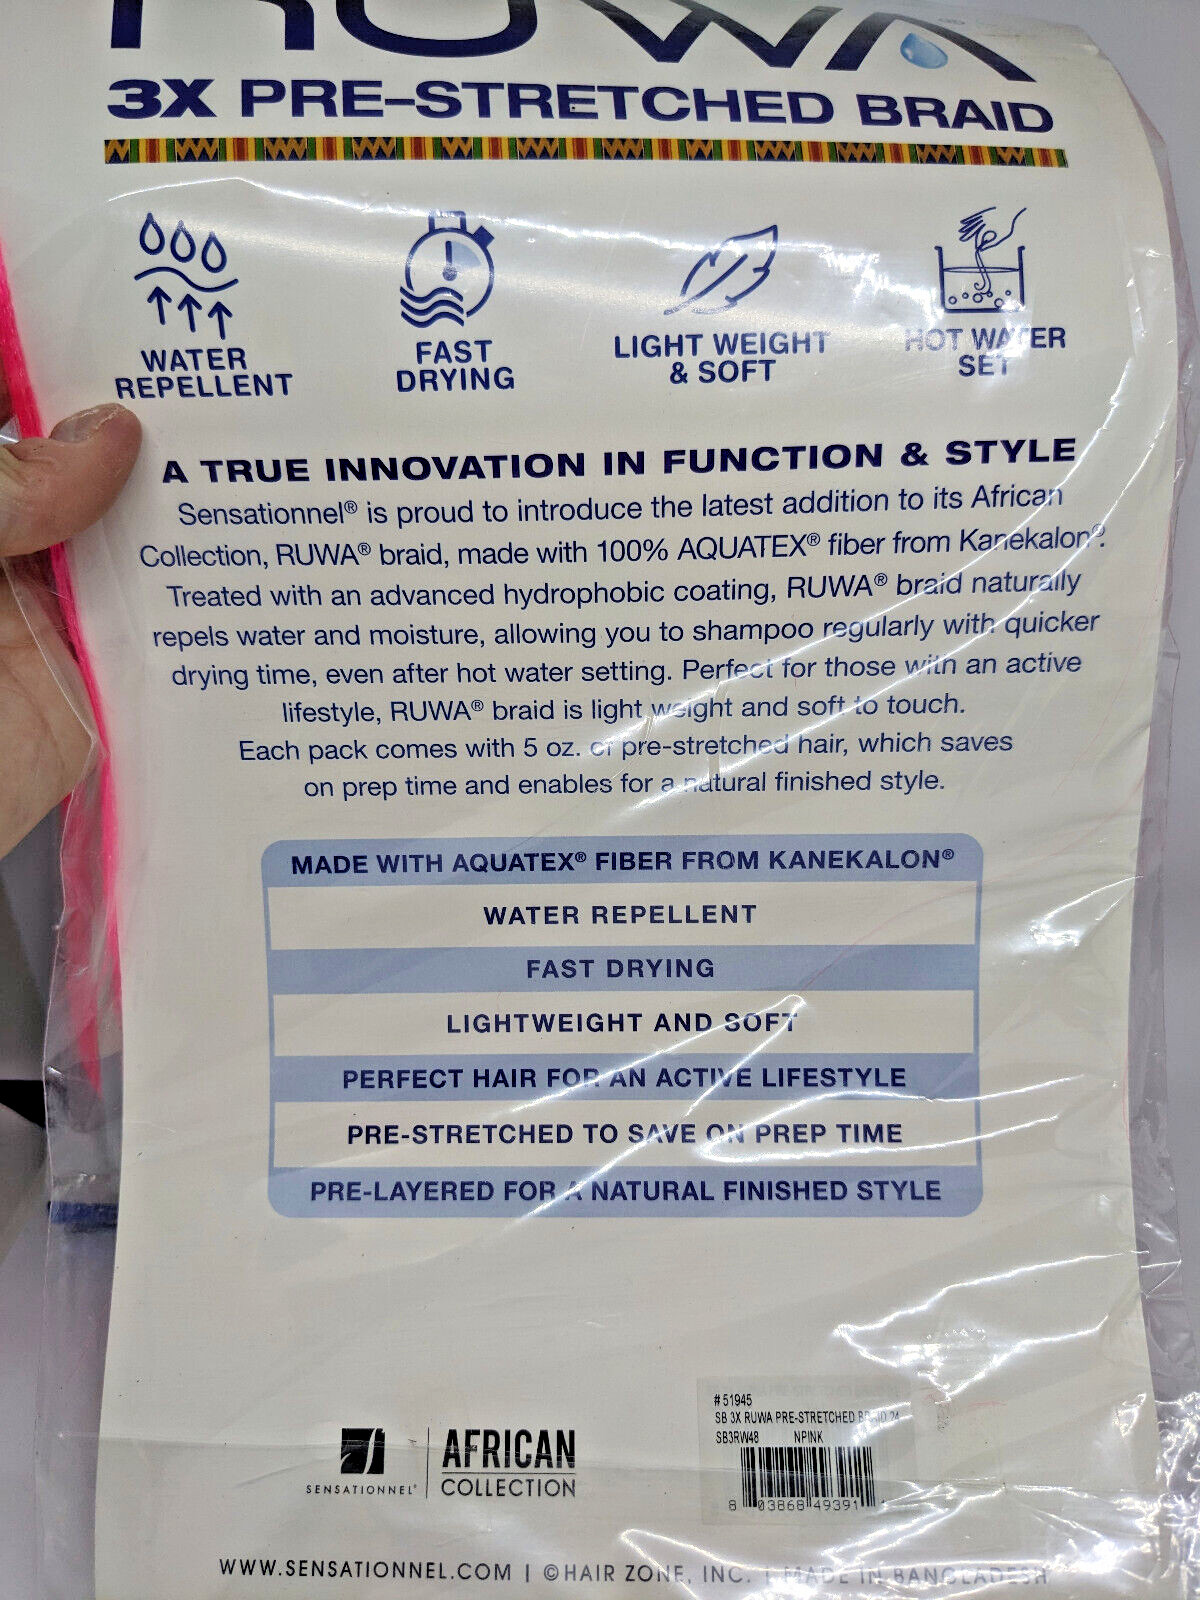 RUWA
3X PRE-STRETCHED BRAID
WATER
REPELLENT
FAST
DRYING
LIGHT WEIGHT
& SOFT
HOT WATER
SET
A TRUE INNOVATION IN FUNCTION & STYLE
Sensationnel® is proud to introduce the latest addition to its African
Collection, RUWA® braid, made with 100% AQUATEX® fiber from Kanekalon®.
Treated with an advanced hydrophobic coating, RUWA® braid naturally
repels water and moisture, allowing you to shampoo regularly with quicker
drying time, even after hot water setting. Perfect for those with an active
lifestyle, RUWA® braid is light weight and soft to touch.
Each pack comes with 5 oz. of pre-stretched hair, which saves
on prep time and enables for a natural finished style.
MADE WITH AQUATEX® FIBER FROM KANEKALON®
WATER REPELLENT
FAST DRYING
LIGHTWEIGHT AND SOFT
PERFECT HAIR FOR AN ACTIVE LIFESTYLE
PRE-STRETCHED TO SAVE ON PREP TIME
PRE-LAYERED FOR A NATURAL FINISHED STYLE
#51945
SB 3X RUWA PRE-STRETCHED BRAID 24
SB3RW48 NPINK
8 03868 49391
SENSATIONNEL®
AFRICAN
COLLECTION
WWW.SENSATIONNEL.COM | ©HAIR ZONE, INC. | MADE IN BANGLADESH